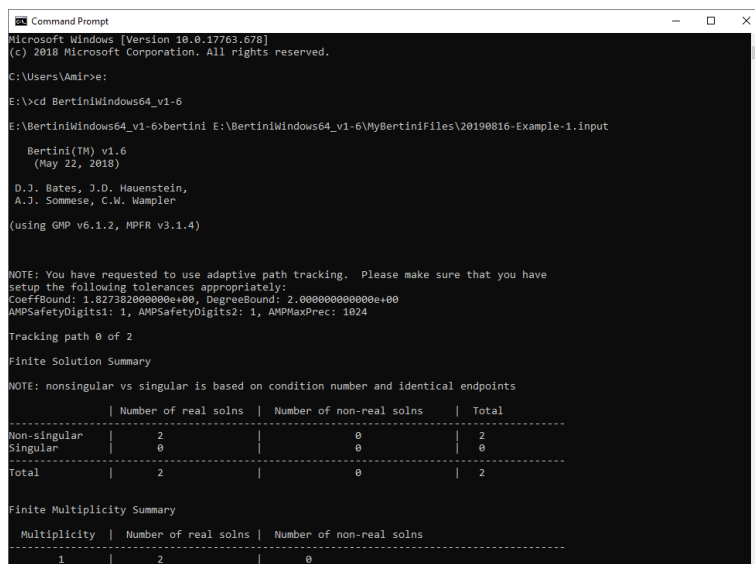 Command Prompt
Microsoft Windows [Version 10.0.17763.678]
(c) 2018 Microsoft Corporation. All rights reserved.
C:\Users\Amir>e:
E:\>cd BertiniWindows64_v1-6
E:\BertiniWindows64_v1-6>bertini E:\BertiniWindows64_v1-6\MyBertiniFiles\20190816-Example-1.input
Bertini(TM) v1.6
(May 22, 2018)
D.J. Bates, J.D. Hauenstein,
A.J. Sommese, C.W. Wampler
(using GMP v6.1.2, MPFR v3.1.4)
NOTE: You have requested to use adaptive path tracking.  Please make sure that you have
setup the following tolerances appropriately:
CoeffBound: 1.827382000000e+00, DegreeBound: 2.000000000000e+00
AMPSafetyDigits1: 1, AMPSafetyDigits2: 1, AMPMaxPrec: 1024
Tracking path 0 of 2
Finite Solution Summary
NOTE: nonsingular vs singular is based on condition number and identical endpoints
| Number of real solns | Number of non-real solns | Total
------------------------------------------------------------------------------------------
Non-singular | 2 | 0 | 2
Singular | 0 | 0 | 0
------------------------------------------------------------------------------------------
Total | 2 | 0 | 2
Finite Multiplicity Summary
Multiplicity | Number of real solns | Number of non-real solns
------------------------------------------------------------------------------------------
1 | 2 | 0